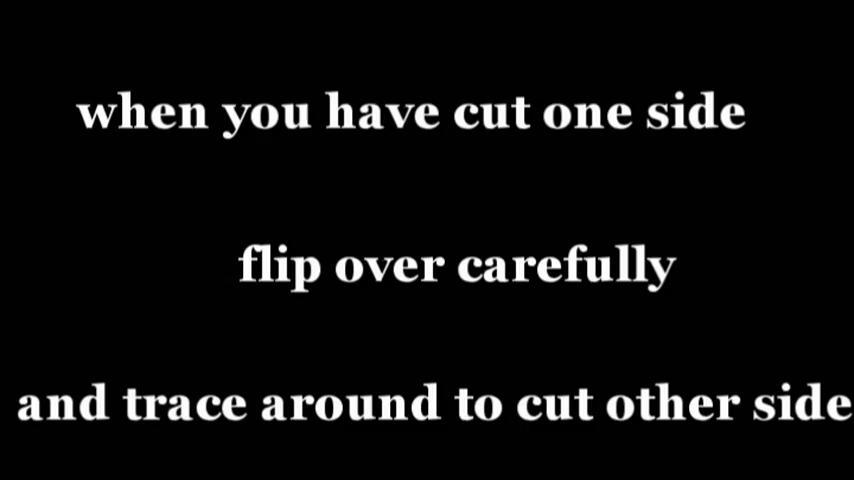 when you have cut one side
flip over carefully
and trace around to cut other side